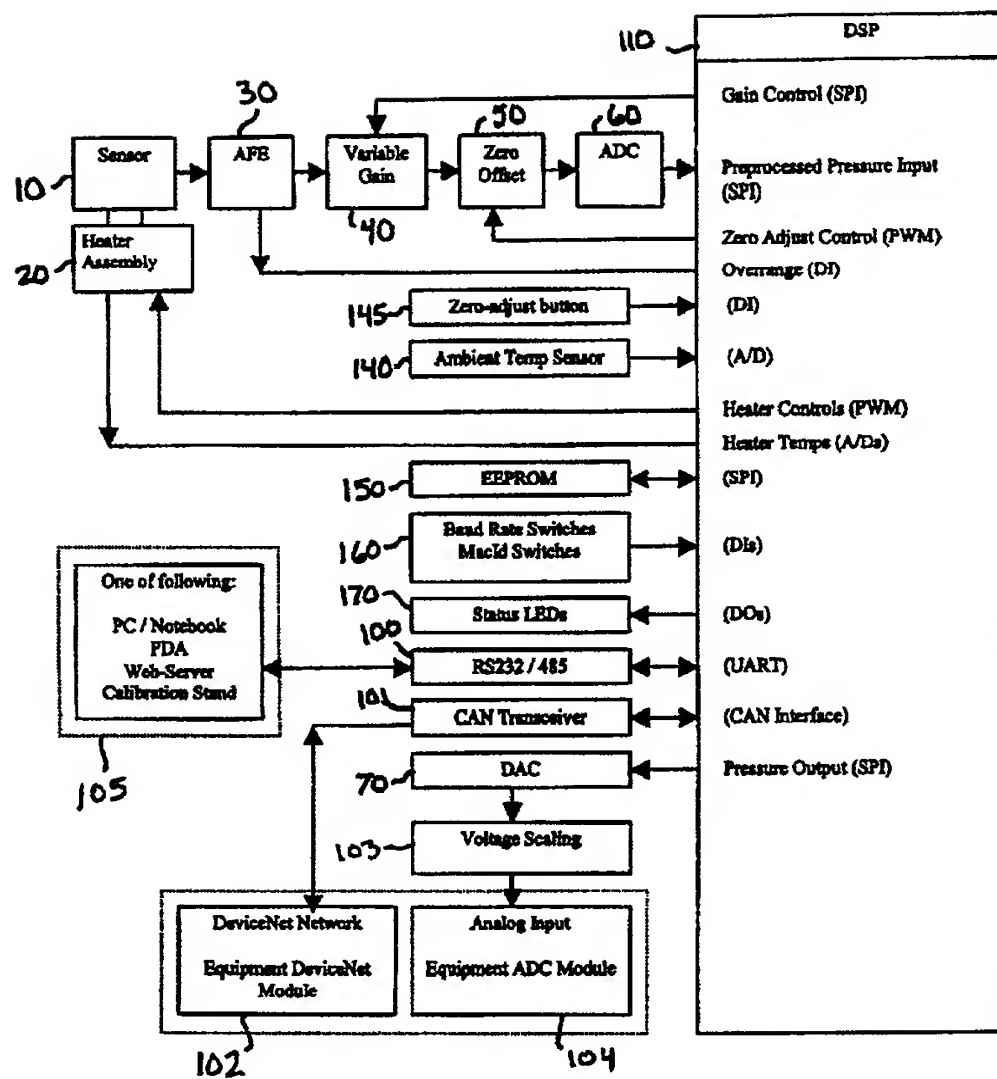 110
DSP
30
50
60
Gain Control (SPI)
Sensor
AFE
Variable
Gain
Zero
Offset
ADC
Preprocessed Pressure Input
(SPI)
10
40
Zero Adjust Control (PWM)
Heater
Assembly
20
Overrange (DI)
145
Zero-adjust button
(DI)
140
Ambient Temp Sensor
(A/D)
Heater Controls (PWM)
Heater Temps (A/Ds)
150
EEPROM
(SPI)
160
Baud Rate Switches
MacId Switches
(DIs)
One of following:
PC / Notebook
PDA
Web-Server
Calibration Stand
105
170
Status LEDs
(DOs)
100
RS232 / 485
(UART)
101
CAN Transceiver
(CAN Interface)
70
DAC
Pressure Output (SPI)
103
Voltage Scaling
DeviceNet Network
Equipment DeviceNet
Module
Analog Input
Equipment ADC Module
102
104